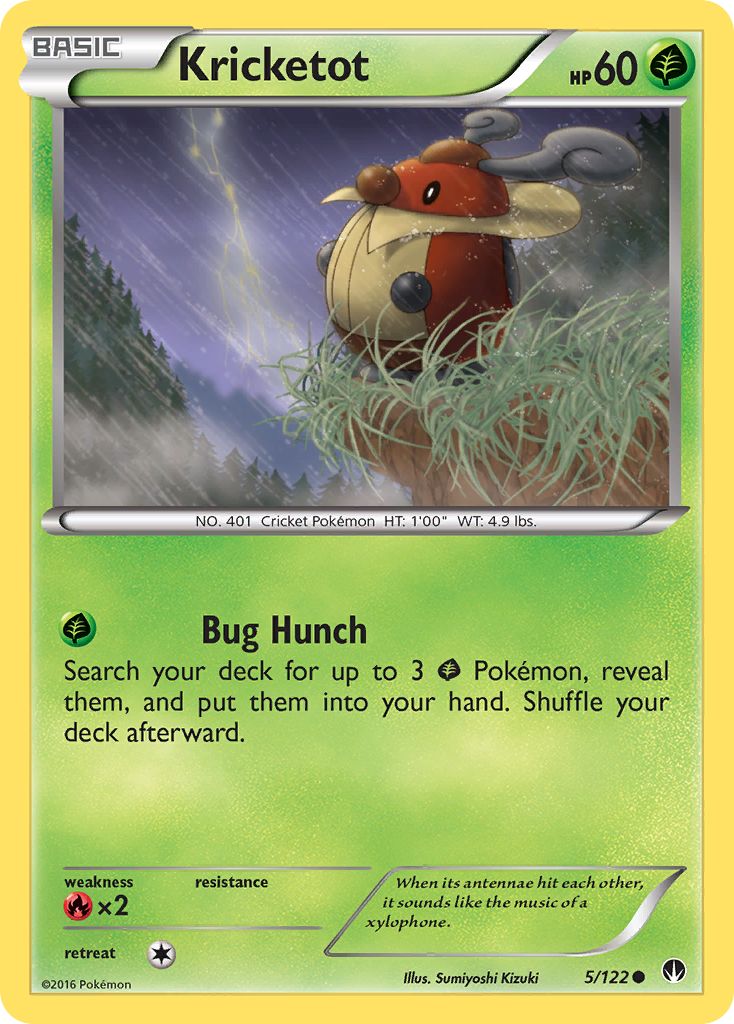 BASIC
Kricketot
HP60
NO. 401 Cricket Pokémon HT: 1'00" WT: 4.9 lbs.
Bug Hunch
Search your deck for up to 3 Pokémon, reveal
them, and put them into your hand. Shuffle your
deck afterward.
weakness
resistance
×2
When its antennae hit each other,
it sounds like the music of a
xylophone.
retreat
Illus. Sumiyoshi Kizuki
5/122
©2016 Pokémon